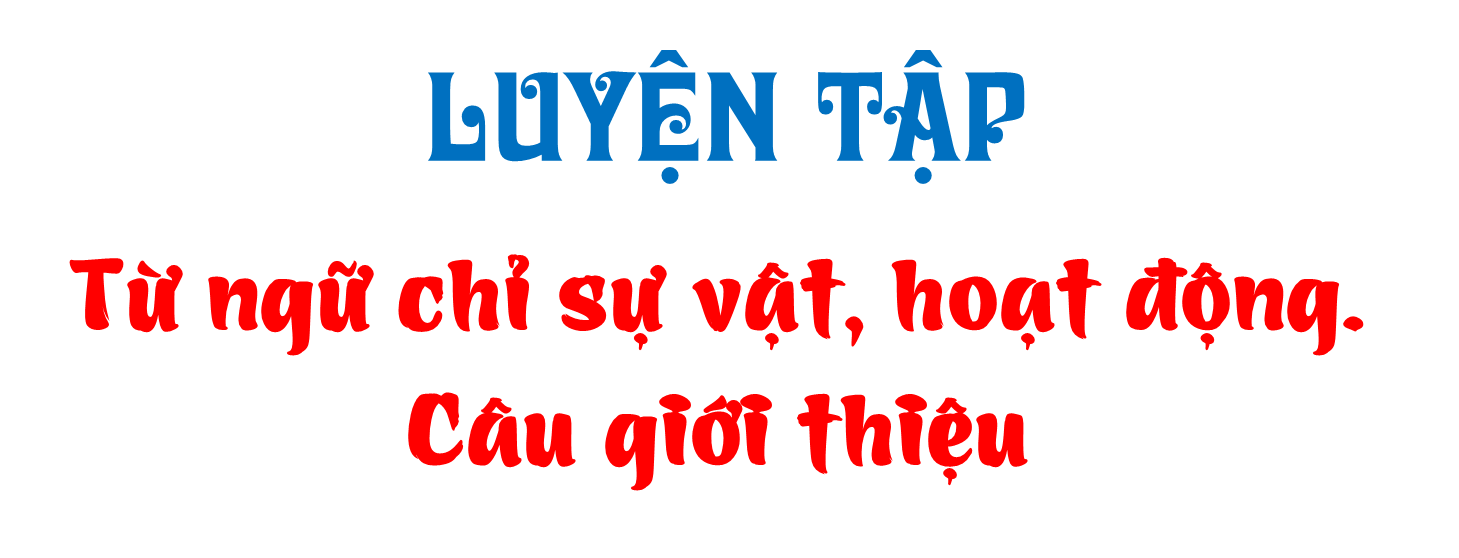 LUYỆN TẬP
Từ ngữ chỉ sự vật, hoạt động.
Câu giới thiệu